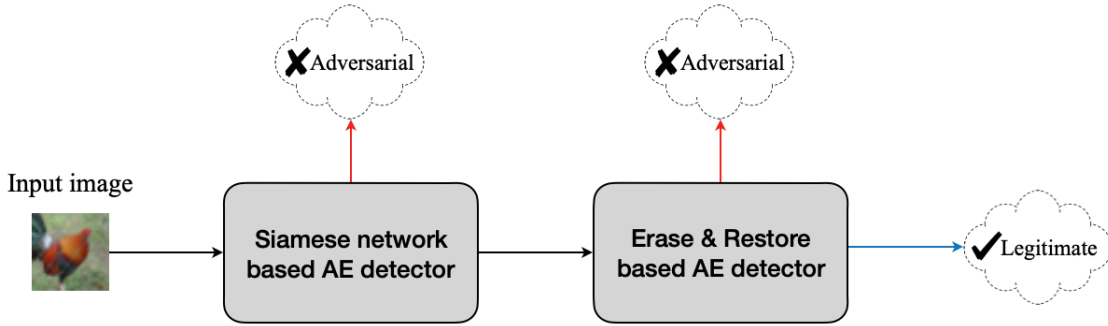 Adversarial
Adversarial
Input image
Siamese network
based AE detector
Erase & Restore
based AE detector
Legitimate